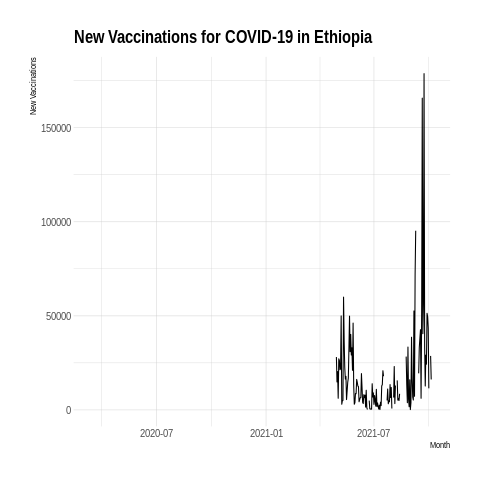 New Vaccinations for COVID-19 in Ethiopia
New Vaccinations
150000
100000
50000
0
2020-07
2021-01
2021-07
Month